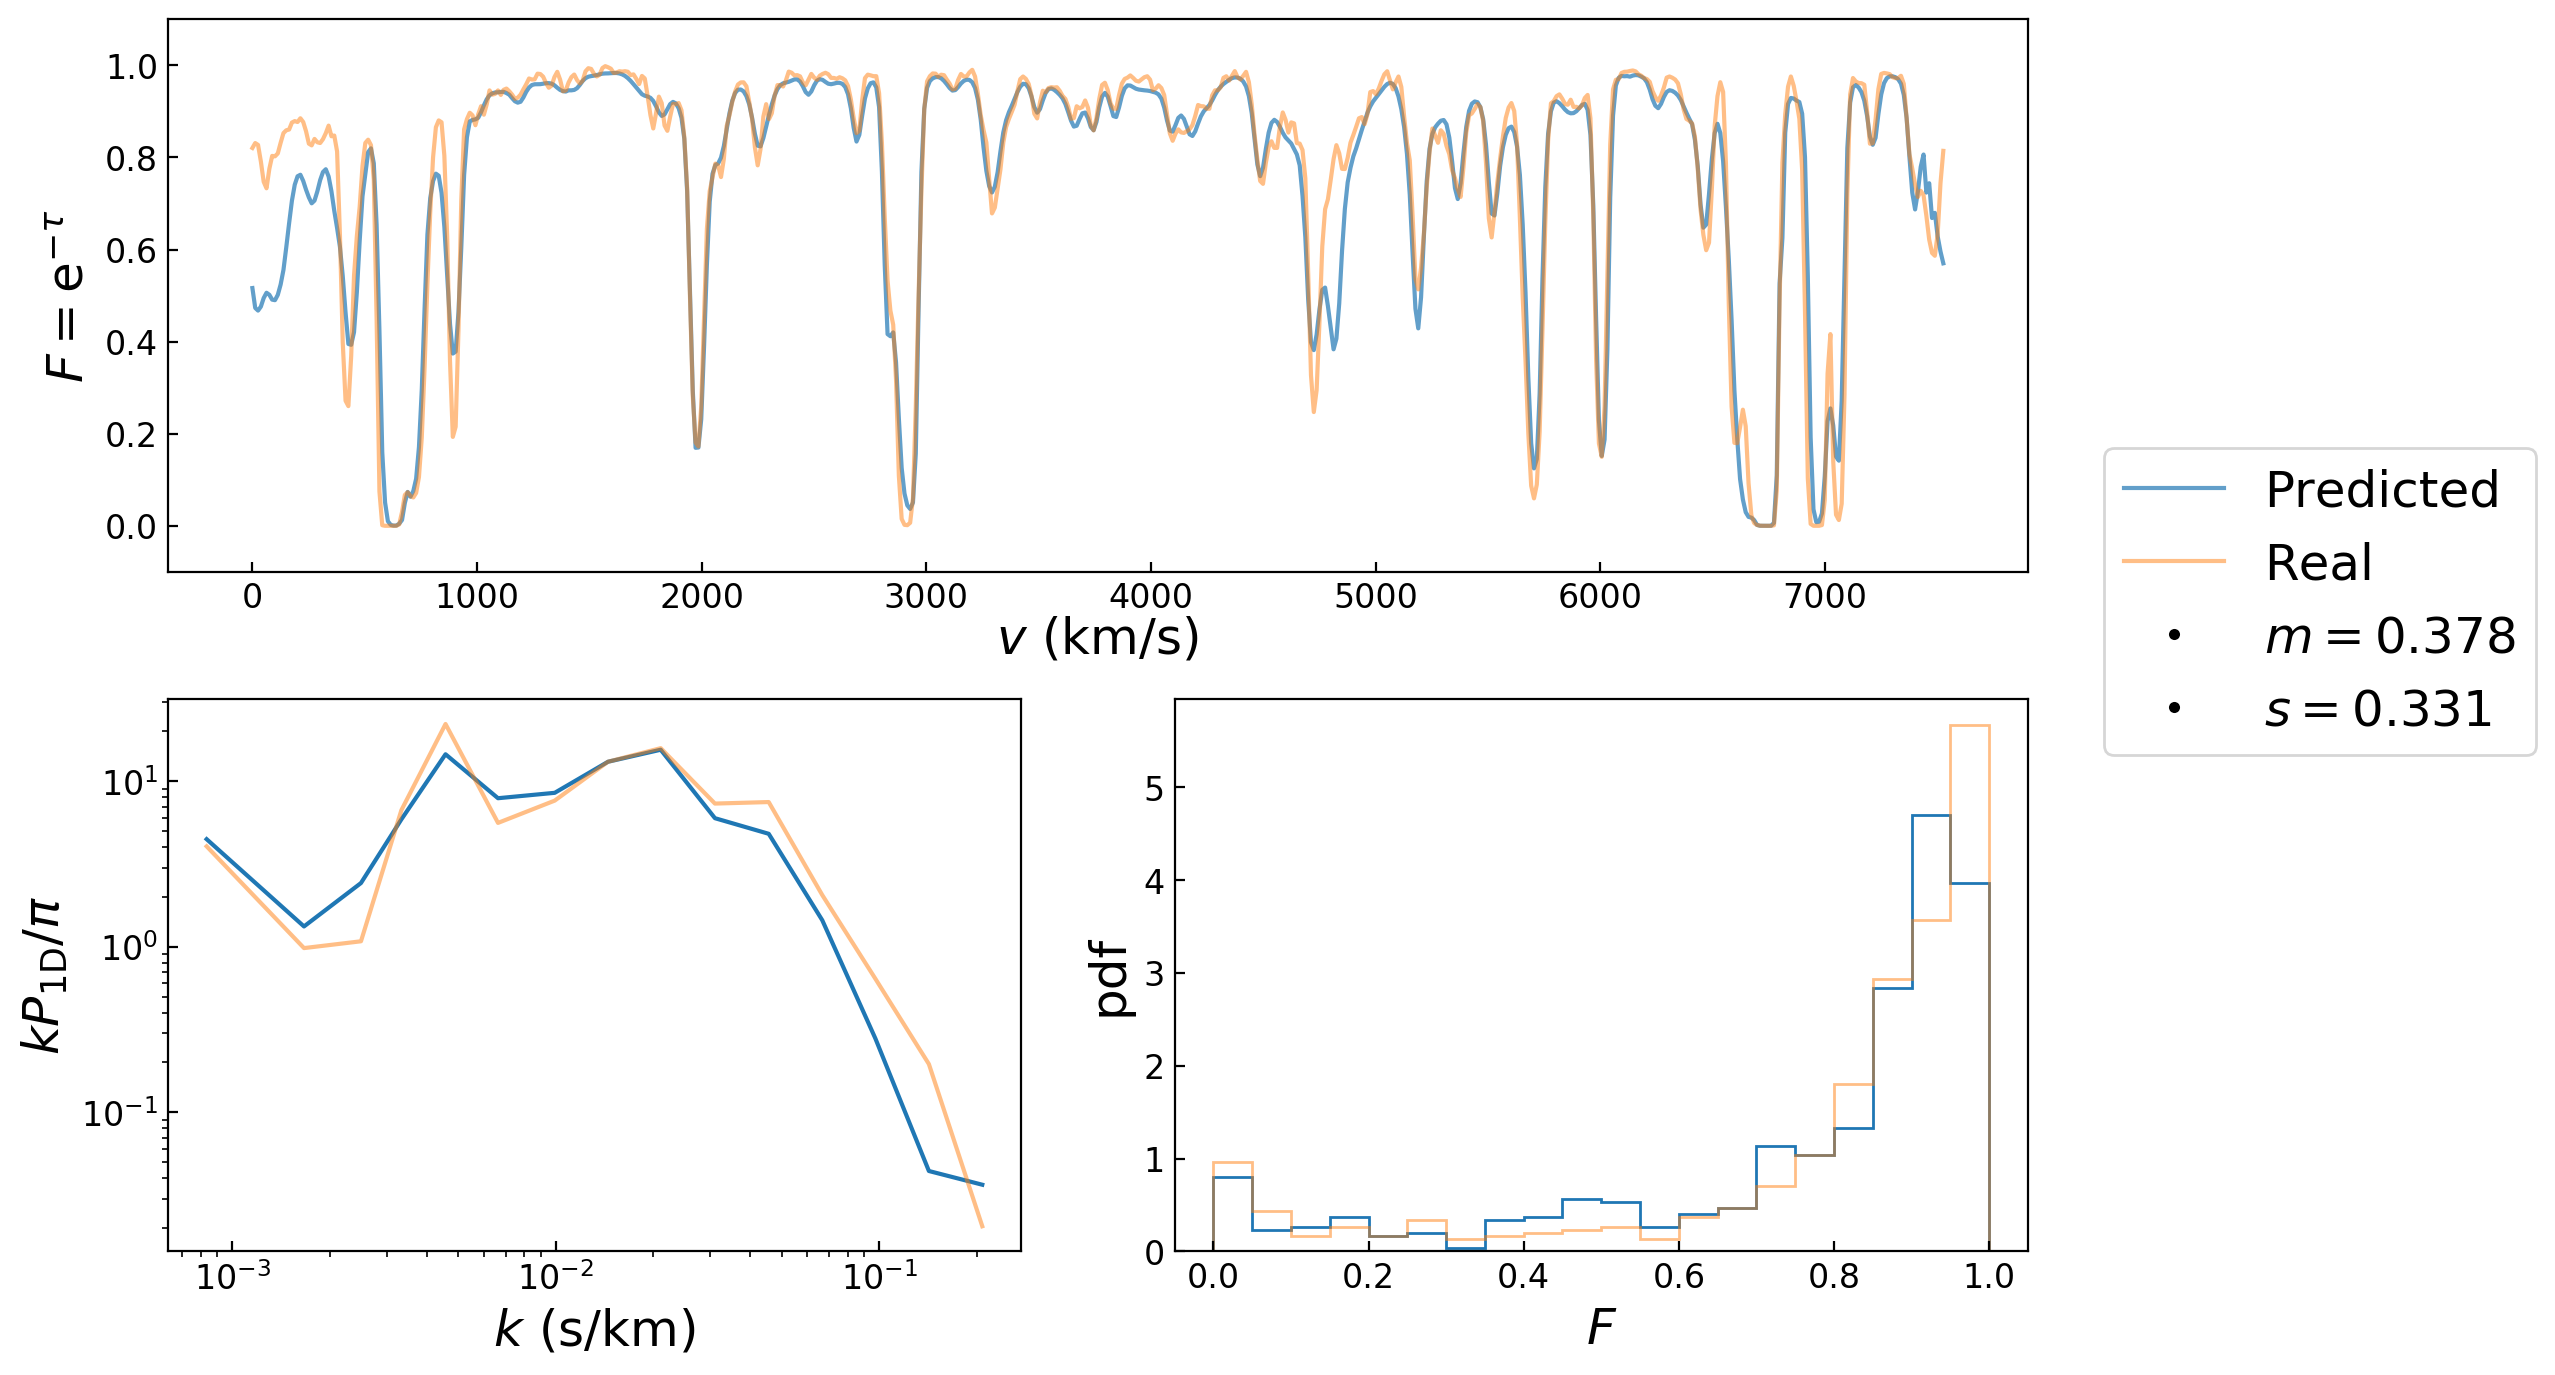 F = e^{−τ}
1.0
0.8
0.6
0.4
0.2
0.0
0 1000 2000 3000 4000 5000 6000 7000
v (km/s)
Predicted
Real
m = 0.378
s = 0.331
kP_{1D}/π
10^1
10^0
10^{−1}
10^{−3} 10^{−2} 10^{−1}
k (s/km)
pdf
5
4
3
2
1
0
0.0 0.2 0.4 0.6 0.8 1.0
F